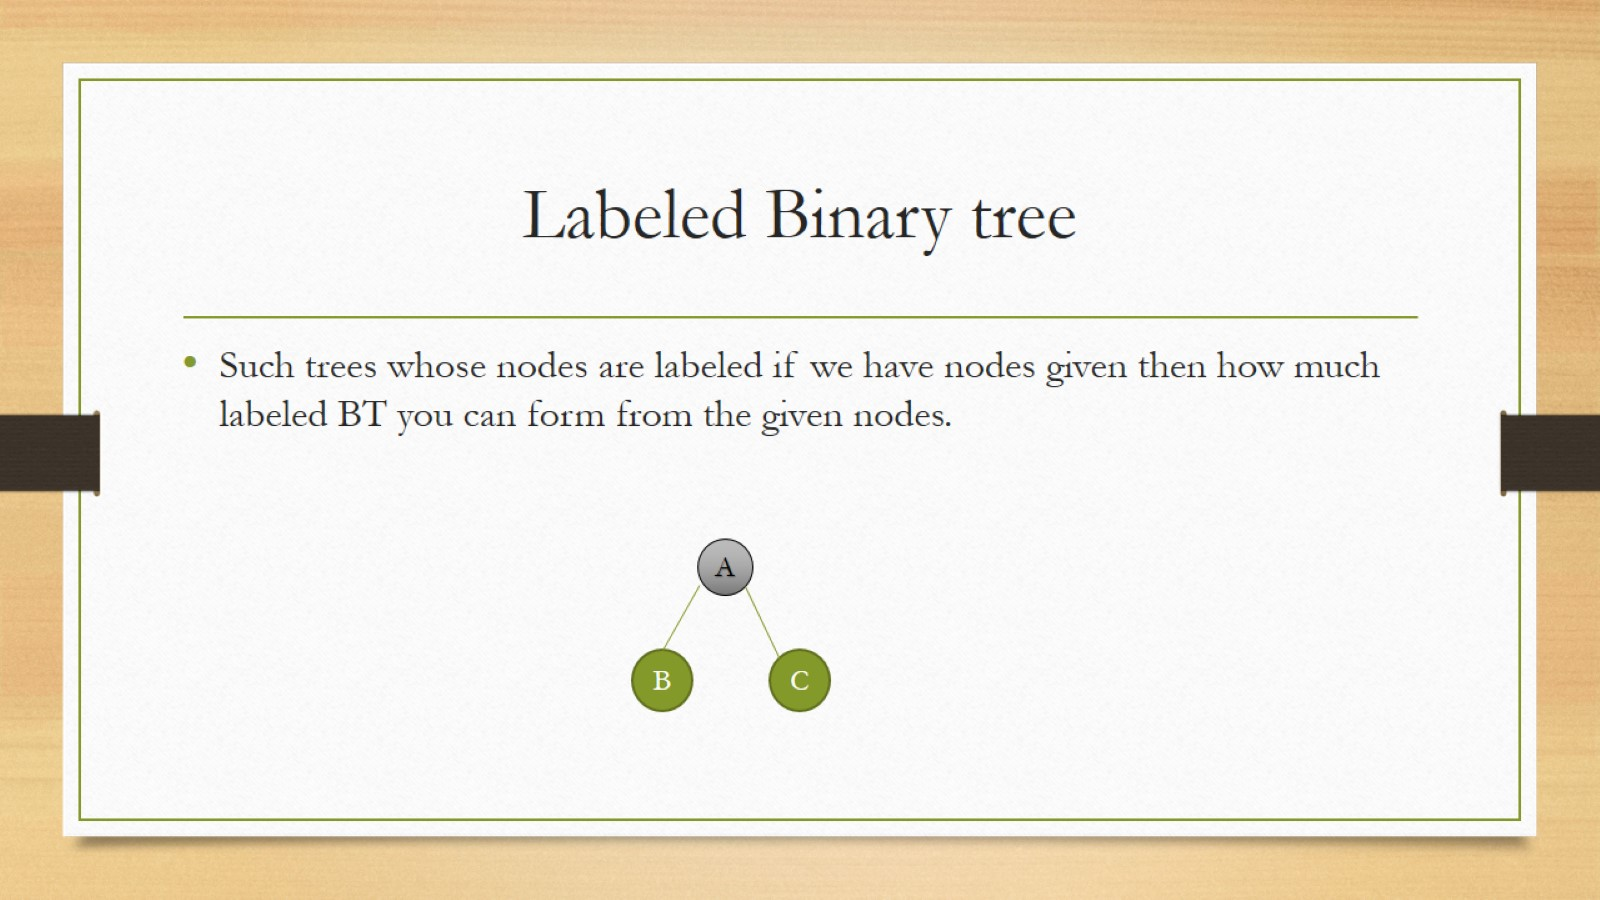 Labeled Binary tree
• Such trees whose nodes are labeled if we have nodes given then how much
labeled BT you can form from the given nodes.
A
B C